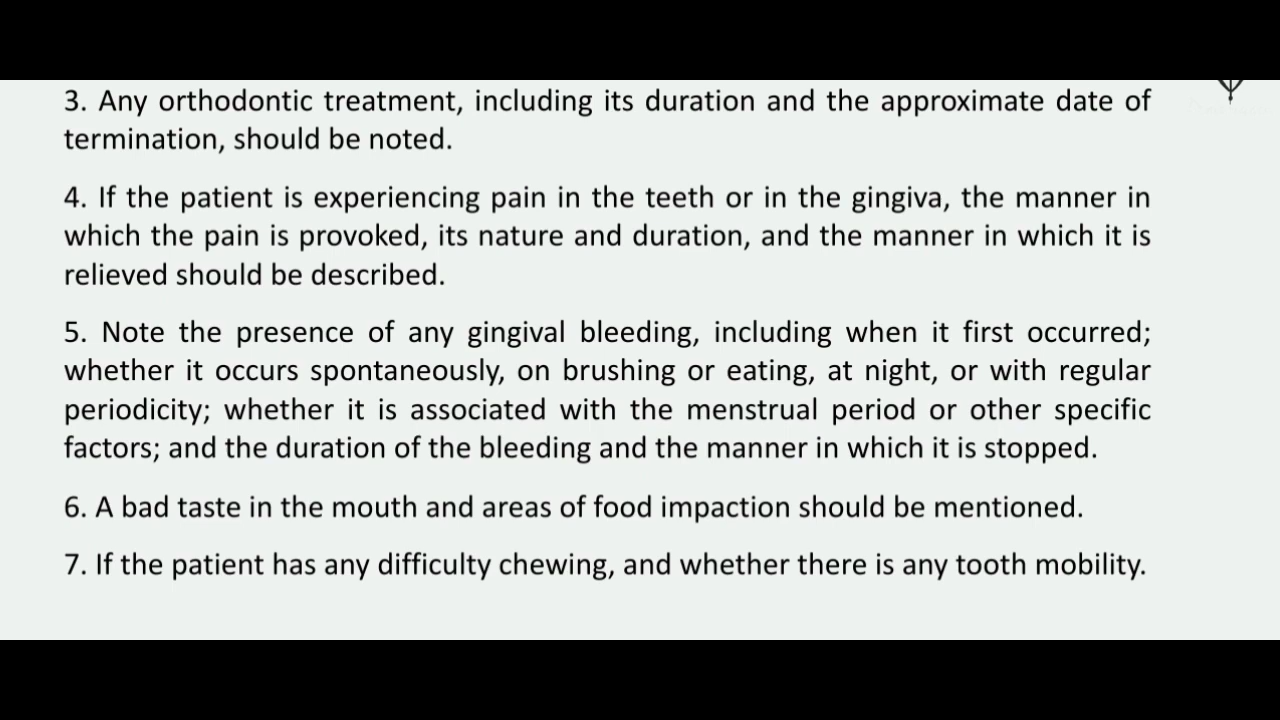 3. Any orthodontic treatment, including its duration and the approximate date of
termination, should be noted.
4. If the patient is experiencing pain in the teeth or in the gingiva, the manner in
which the pain is provoked, its nature and duration, and the manner in which it is
relieved should be described.
5. Note the presence of any gingival bleeding, including when it first occurred;
whether it occurs spontaneously, on brushing or eating, at night, or with regular
periodicity; whether it is associated with the menstrual period or other specific
factors; and the duration of the bleeding and the manner in which it is stopped.
6. A bad taste in the mouth and areas of food impaction should be mentioned.
7. If the patient has any difficulty chewing, and whether there is any tooth mobility.